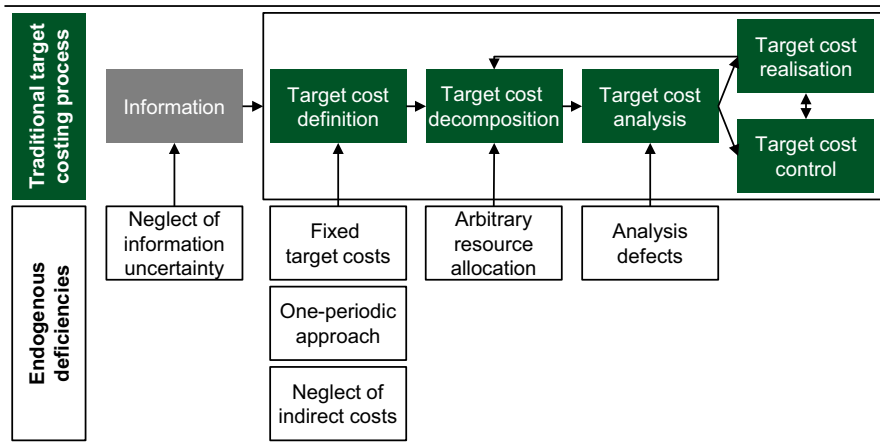 Traditional target
costing process
Information
Target cost
definition
Target cost
decomposition
Target cost
analysis
Target cost
realisation
Target cost
control
Endogenous
deficiencies
Neglect of
information
uncertainty
Fixed
target costs
One-periodic
approach
Neglect of
indirect costs
Arbitrary
resource
allocation
Analysis
defects